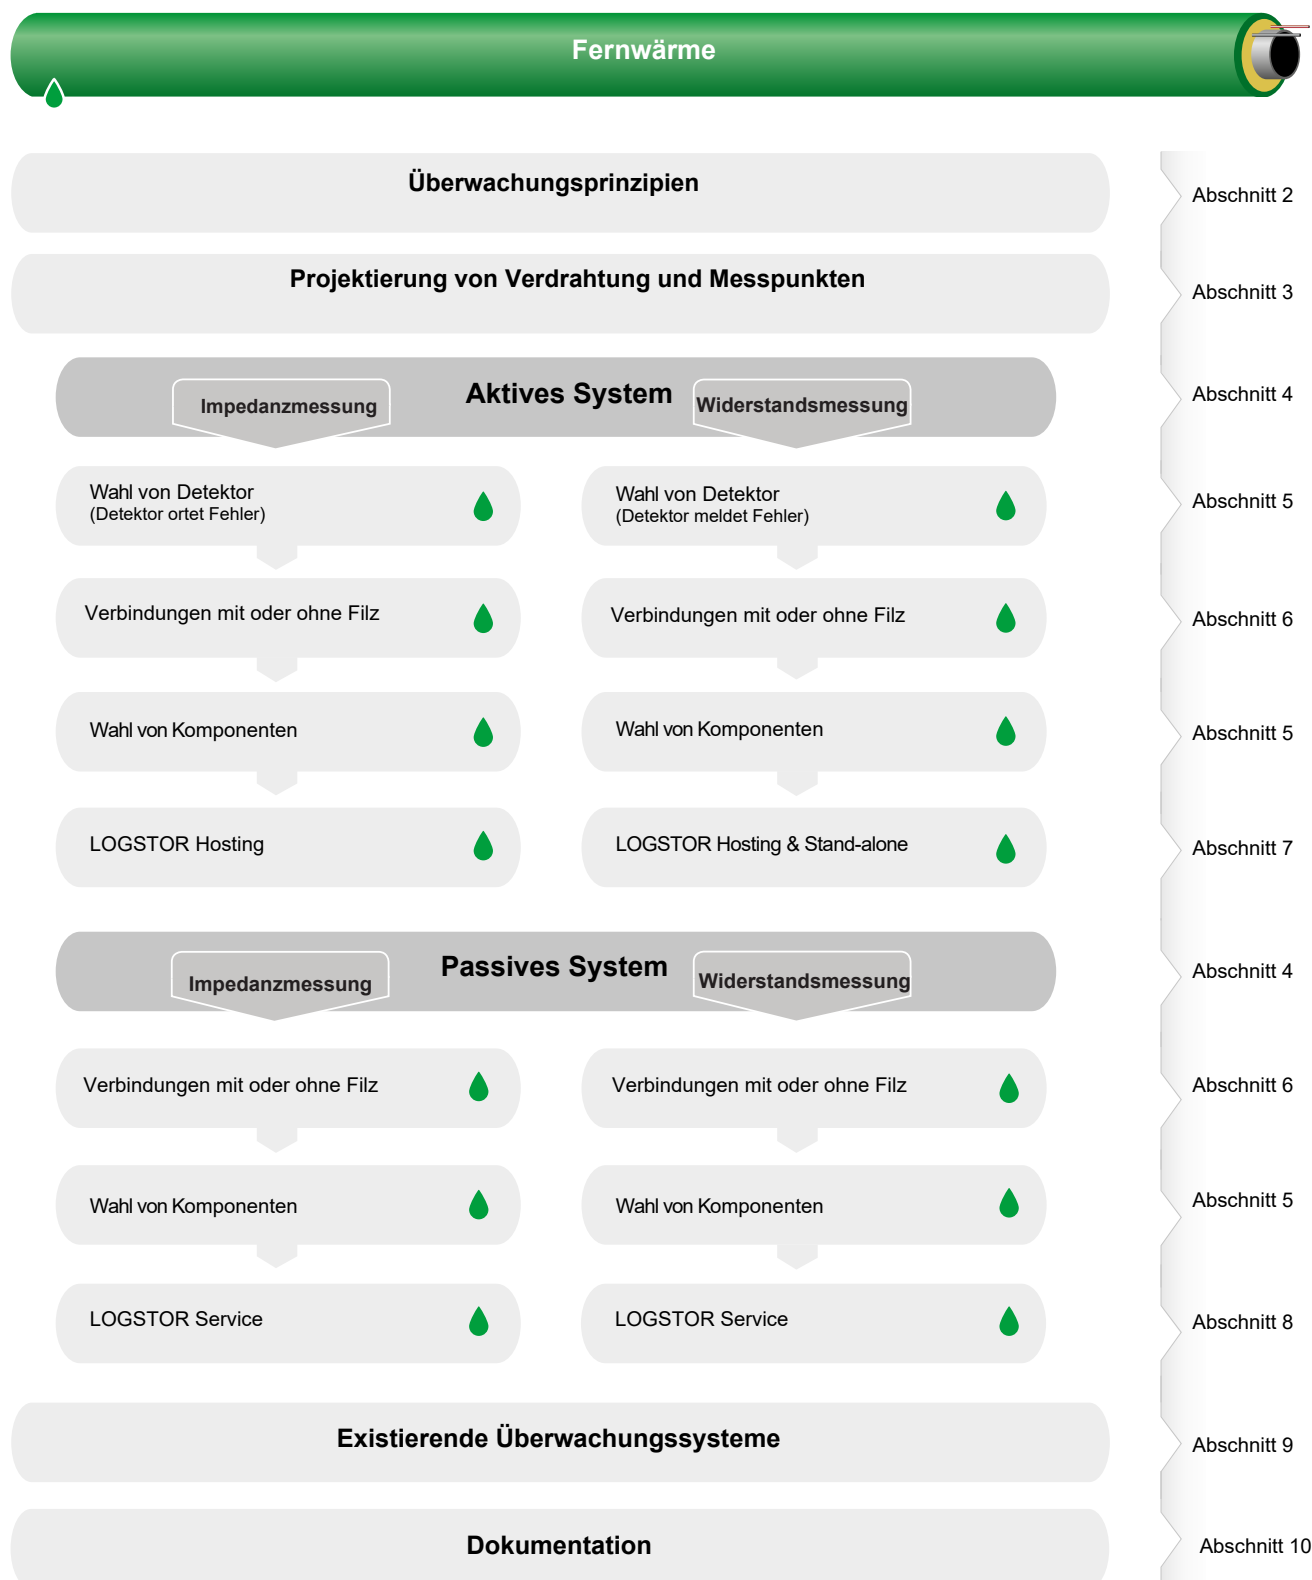 Fernwärme
Überwachungsprinzipien
Abschnitt 2
Projektierung von Verdrahtung und Messpunkten
Abschnitt 3
Aktives System
Impedanzmessung
Widerstandsmessung
Abschnitt 4
Wahl von Detektor
(Detektor ortet Fehler)
Wahl von Detektor
(Detektor meldet Fehler)
Abschnitt 5
Verbindungen mit oder ohne Filz
Verbindungen mit oder ohne Filz
Abschnitt 6
Wahl von Komponenten
Wahl von Komponenten
Abschnitt 5
LOGSTOR Hosting
LOGSTOR Hosting & Stand-alone
Abschnitt 7
Passives System
Impedanzmessung
Widerstandsmessung
Abschnitt 4
Verbindungen mit oder ohne Filz
Verbindungen mit oder ohne Filz
Abschnitt 6
Wahl von Komponenten
Wahl von Komponenten
Abschnitt 5
LOGSTOR Service
LOGSTOR Service
Abschnitt 8
Existierende Überwachungssysteme
Abschnitt 9
Dokumentation
Abschnitt 10